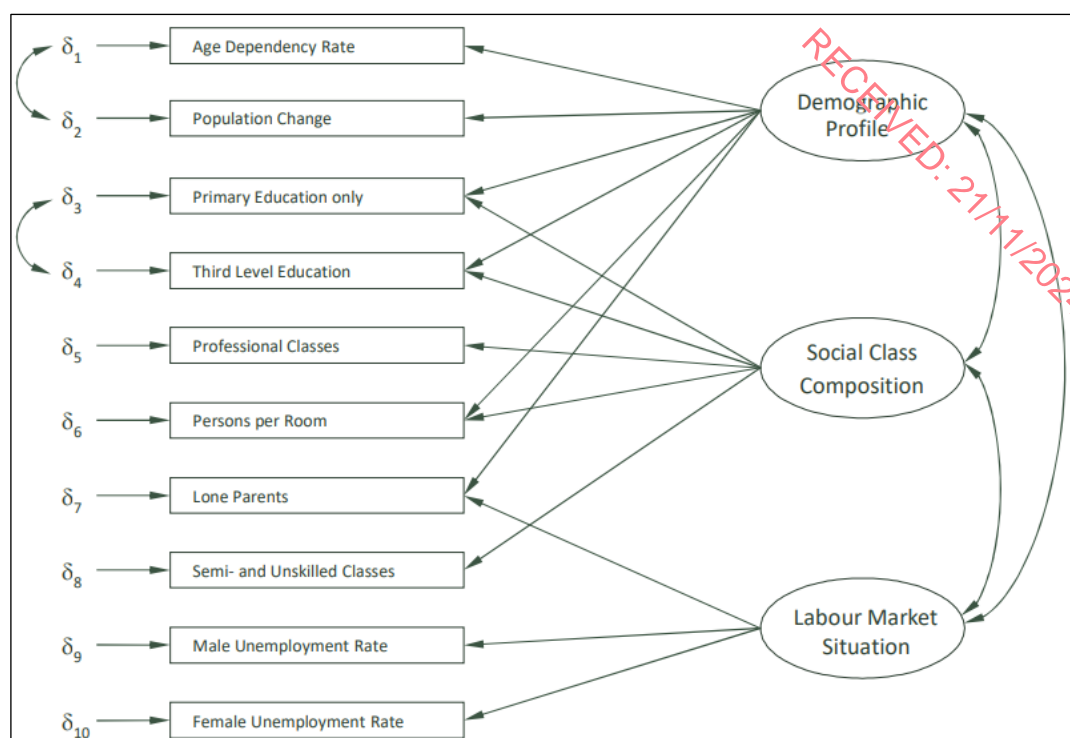 δ1 Age Dependency Rate
δ2 Population Change
δ3 Primary Education only
δ4 Third Level Education
δ5 Professional Classes
δ6 Persons per Room
δ7 Lone Parents
δ8 Semi- and Unskilled Classes
δ9 Male Unemployment Rate
δ10 Female Unemployment Rate
Demographic
Profile
Social Class
Composition
Labour Market
Situation
RECEIVED: 21/11/202